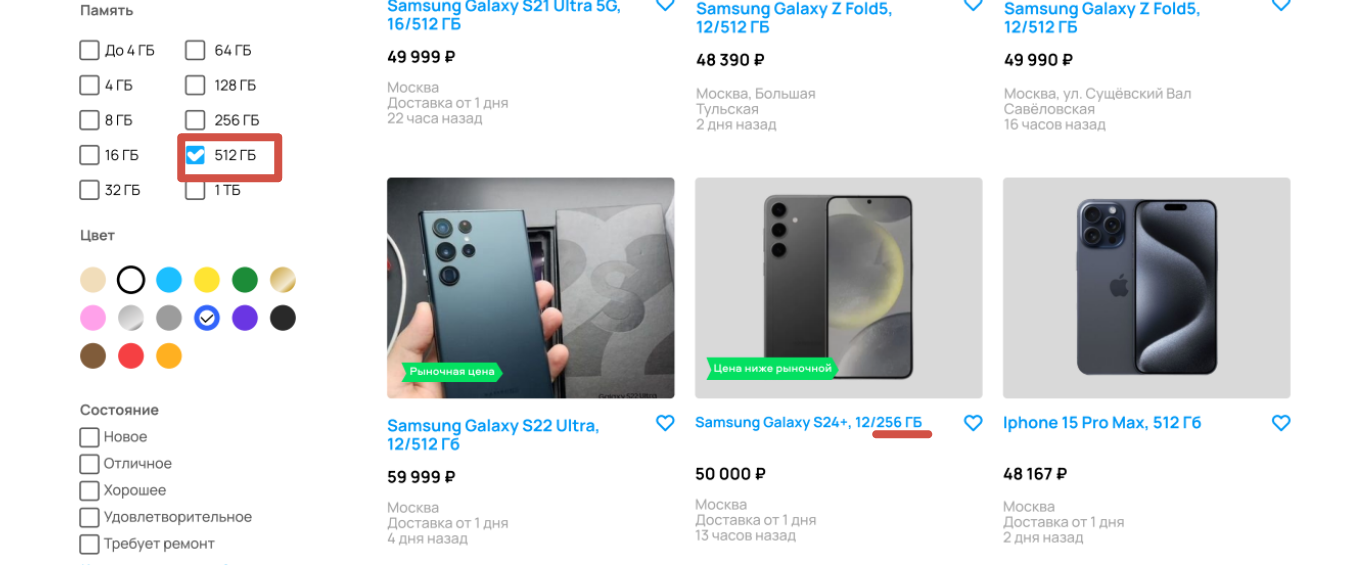 Память
До 4 ГБ
64 ГБ
4 ГБ
128 ГБ
8 ГБ
256 ГБ
16 ГБ
512 ГБ
32 ГБ
1 ТБ
Цвет
Состояние
Новое
Отличное
Хорошее
Удовлетворительное
Требует ремонт
Samsung Galaxy S21 Ultra 5G,
16/512 ГБ
49 999 ₽
Москва
Доставка от 1 дня
22 часа назад
Samsung Galaxy Z Fold5,
12/512 ГБ
48 390 ₽
Москва, Большая
Тульская
2 дня назад
Samsung Galaxy Z Fold5,
12/512 ГБ
49 990 ₽
Москва, ул. Сущёвский Вал
Савёловская
16 часов назад
Рыночная цена
Samsung Galaxy S22 Ultra,
12/512 Гб
59 999 ₽
Москва
Доставка от 1 дня
4 дня назад
Цена ниже рыночной
Samsung Galaxy S24+, 12/256 ГБ
50 000 ₽
Москва
Доставка от 1 дня
13 часов назад
Iphone 15 Pro Max, 512 Гб
48 167 ₽
Москва
Доставка от 1 дня
2 дня назад